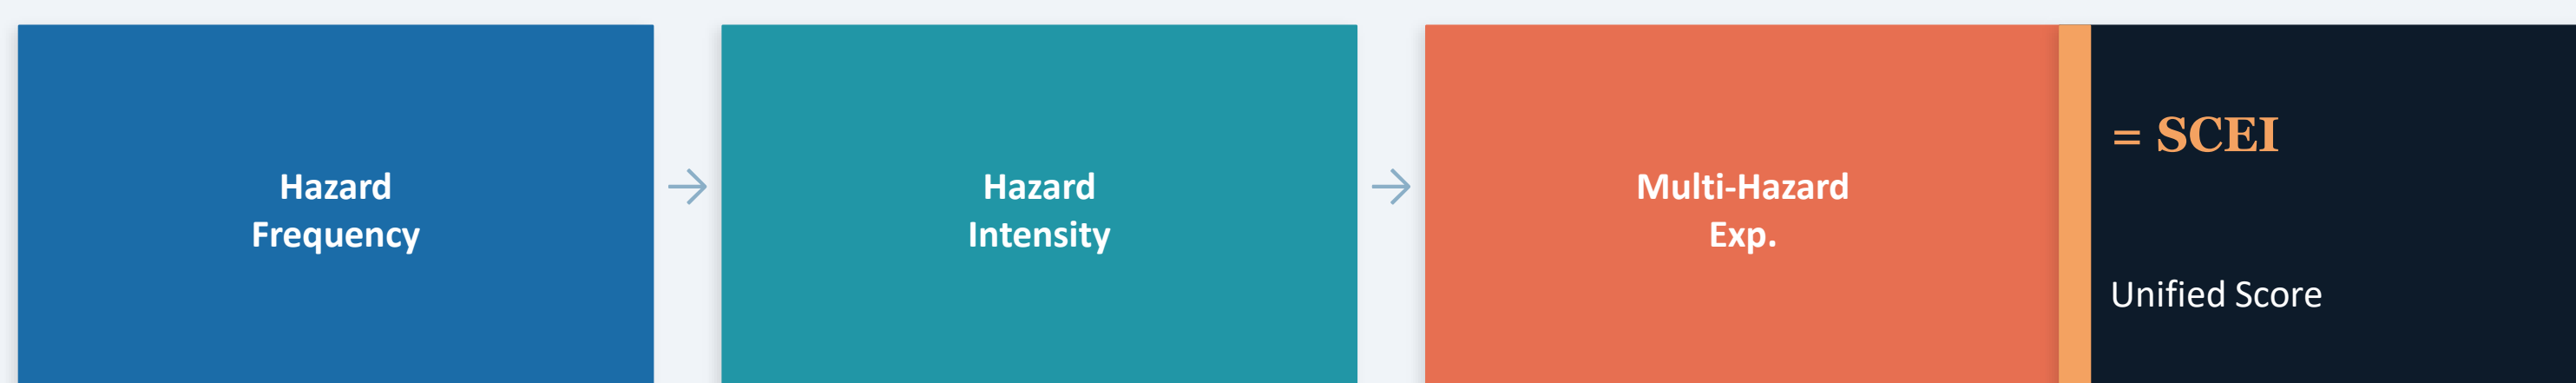 Hazard
Frequency
→
Hazard
Intensity
→
Multi-Hazard
Exp.
= SCEI
Unified Score